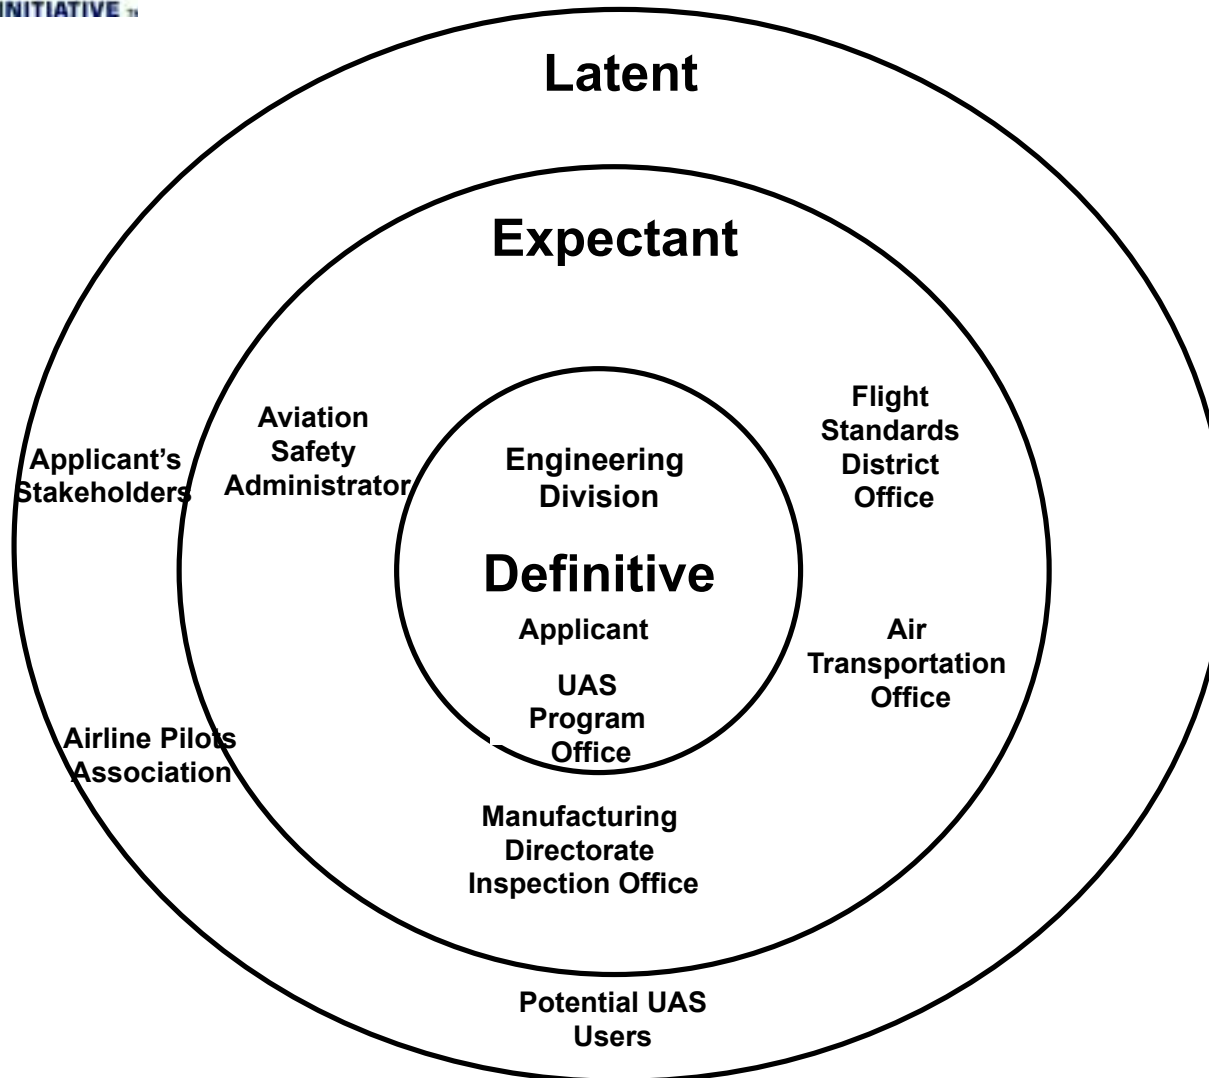 INITIATIVE TM
Latent
Expectant
Aviation
Safety
Administrator
Flight
Standards
District
Office
Applicant’s
Stakeholders
Engineering
Division
Definitive
Applicant
Air
Transportation
Office
UAS
Program
Office
Airline Pilots
Association
Manufacturing
Directorate
Inspection Office
Potential UAS
Users